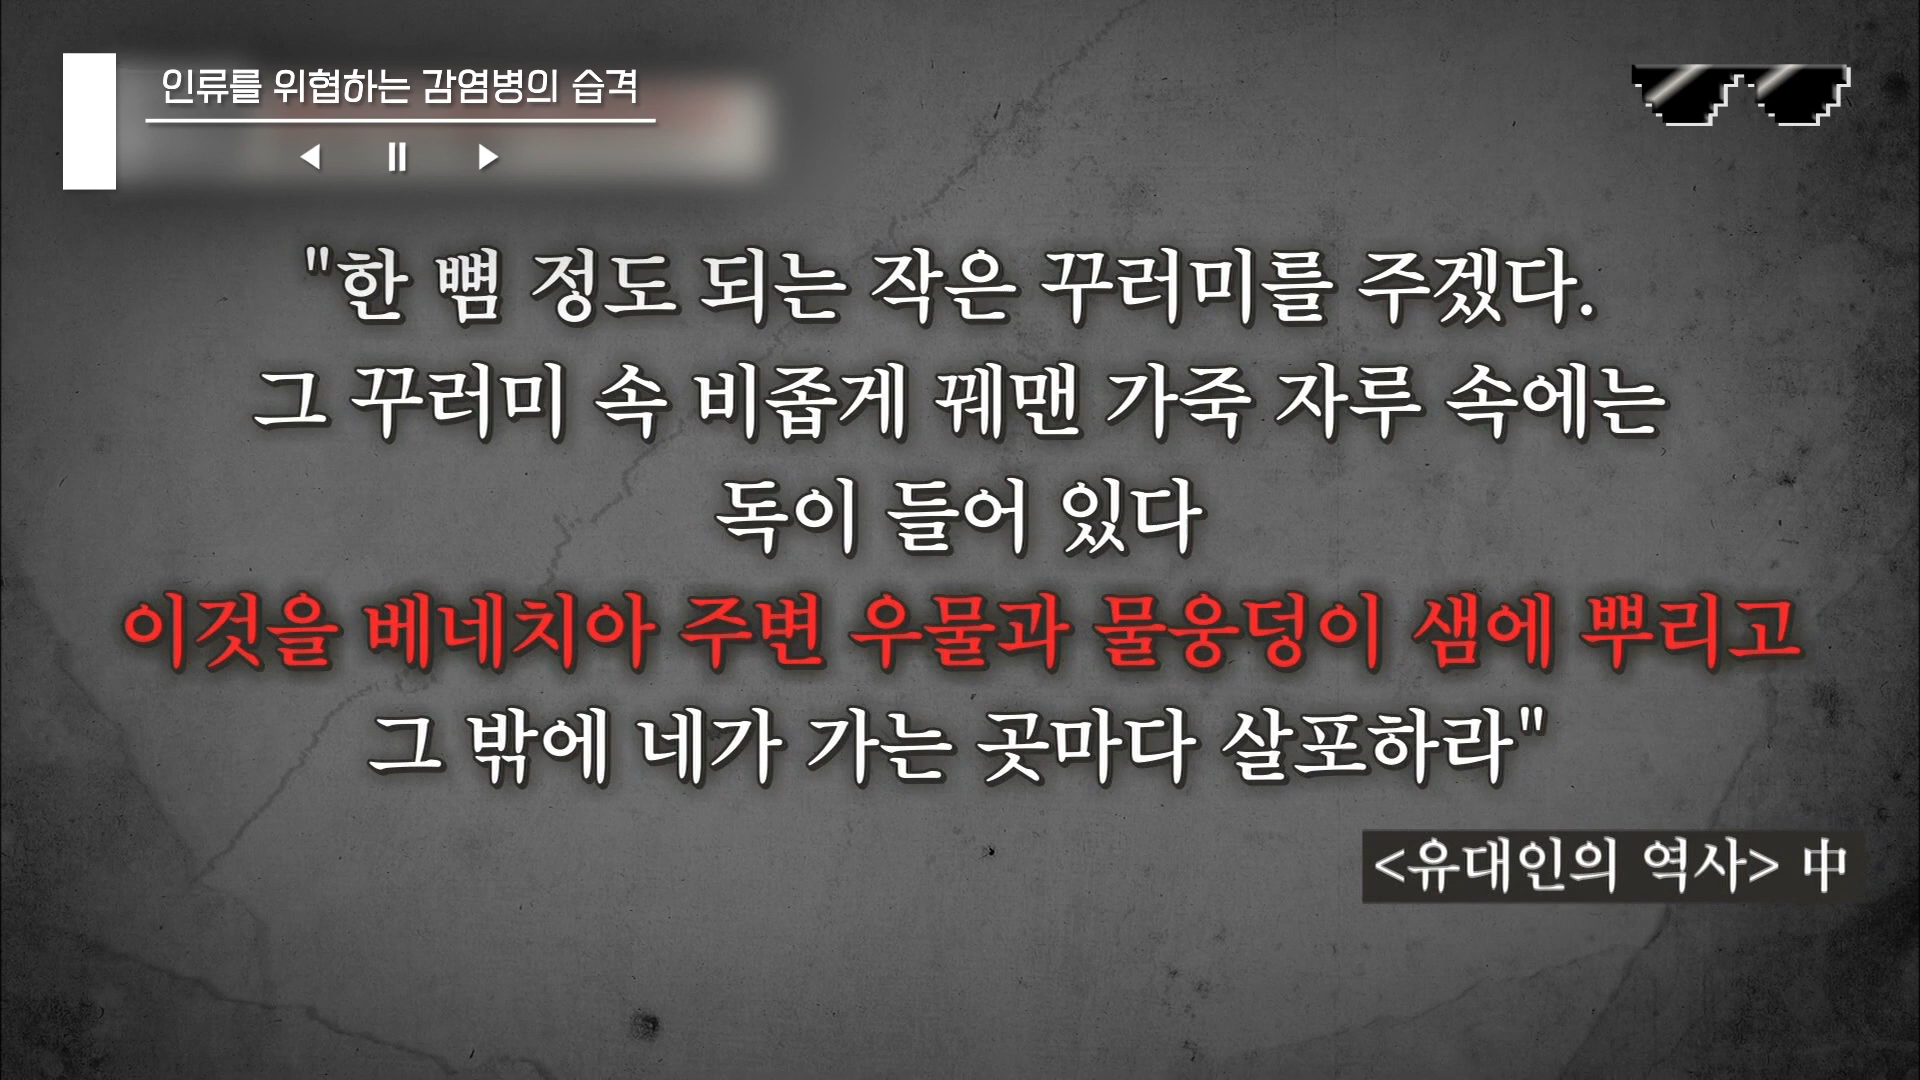 인류를 위협하는 감염병의 습격
"한 뼘 정도 되는 작은 꾸러미를 주겠다.
그 꾸러미 속 비좁게 꿰맨 가죽 자루 속에는
독이 들어 있다
이것을 베네치아 주변 우물과 물웅덩이 샘에 뿌리고
그 밖에 네가 가는 곳마다 살포하라"
<유대인의 역사> 中